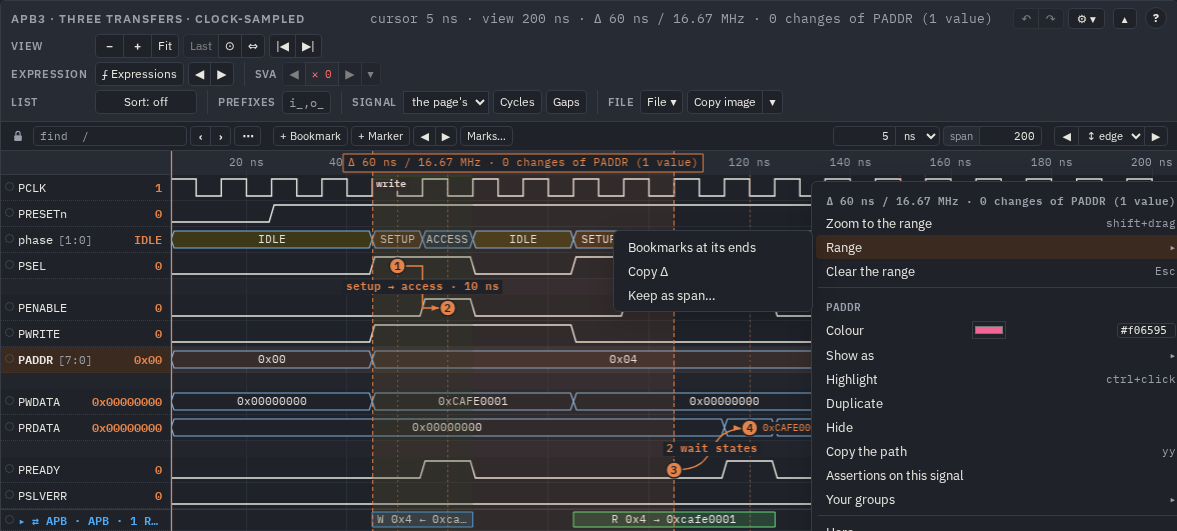 APB3 · THREE TRANSFERS · CLOCK-SAMPLED cursor 5 ns · view 200 ns · Δ 60 ns / 16.67 MHz · 0 changes of PADDR (1 value) ↶ ↷ ⚙ ▾ ▲ ?
VIEW − + Fit Last ⊙ ⇔ |◀ ▶|
EXPRESSION ⨍ Expressions ◀ ▶ SVA ◀ × 0 ▶ ▾
LIST Sort: off PREFIXES i_,o_ SIGNAL the page's Cycles Gaps FILE File ▾ Copy image ▾
find / ‹ › ⋯ + Bookmark + Marker ◀ ▶ Marks… 5 ns span 200 ◀ ↕ edge ▶
20 ns 40 Δ 60 ns / 16.67 MHz · 0 changes of PADDR (1 value) 120 ns 140 ns 160 ns 180 ns 200 ns
PCLK 1 write
PRESETn 0
phase [1:0] IDLE IDLE SETUP ACCESS IDLE SETUP
PSEL 0 1
setup → access · 10 ns
PENABLE 0 2
PWRITE 0
PADDR [7:0] 0x00 0x00 0x04
PWDATA 0x00000000 0x00000000 0xCAFE0001 0x00000000
PRDATA 0x00000000 0x00000000 4 0xCAFE00
2 wait states
PREADY 0 3
PSLVERR 0
▸ ⇄ APB · APB · 1 R… W 0x4 ← 0xca… R 0x4 → 0xcafe0001
Bookmarks at its ends
Copy Δ
Keep as span…
Δ 60 ns / 16.67 MHz · 0 changes of PADDR (1 value)
Zoom to the range shift+drag
Range ▸
Clear the range Esc
PADDR
Colour #f06595
Show as ▸
Highlight ctrl+click
Duplicate
Hide
Copy the path yy
Assertions on this signal
Your groups ▸